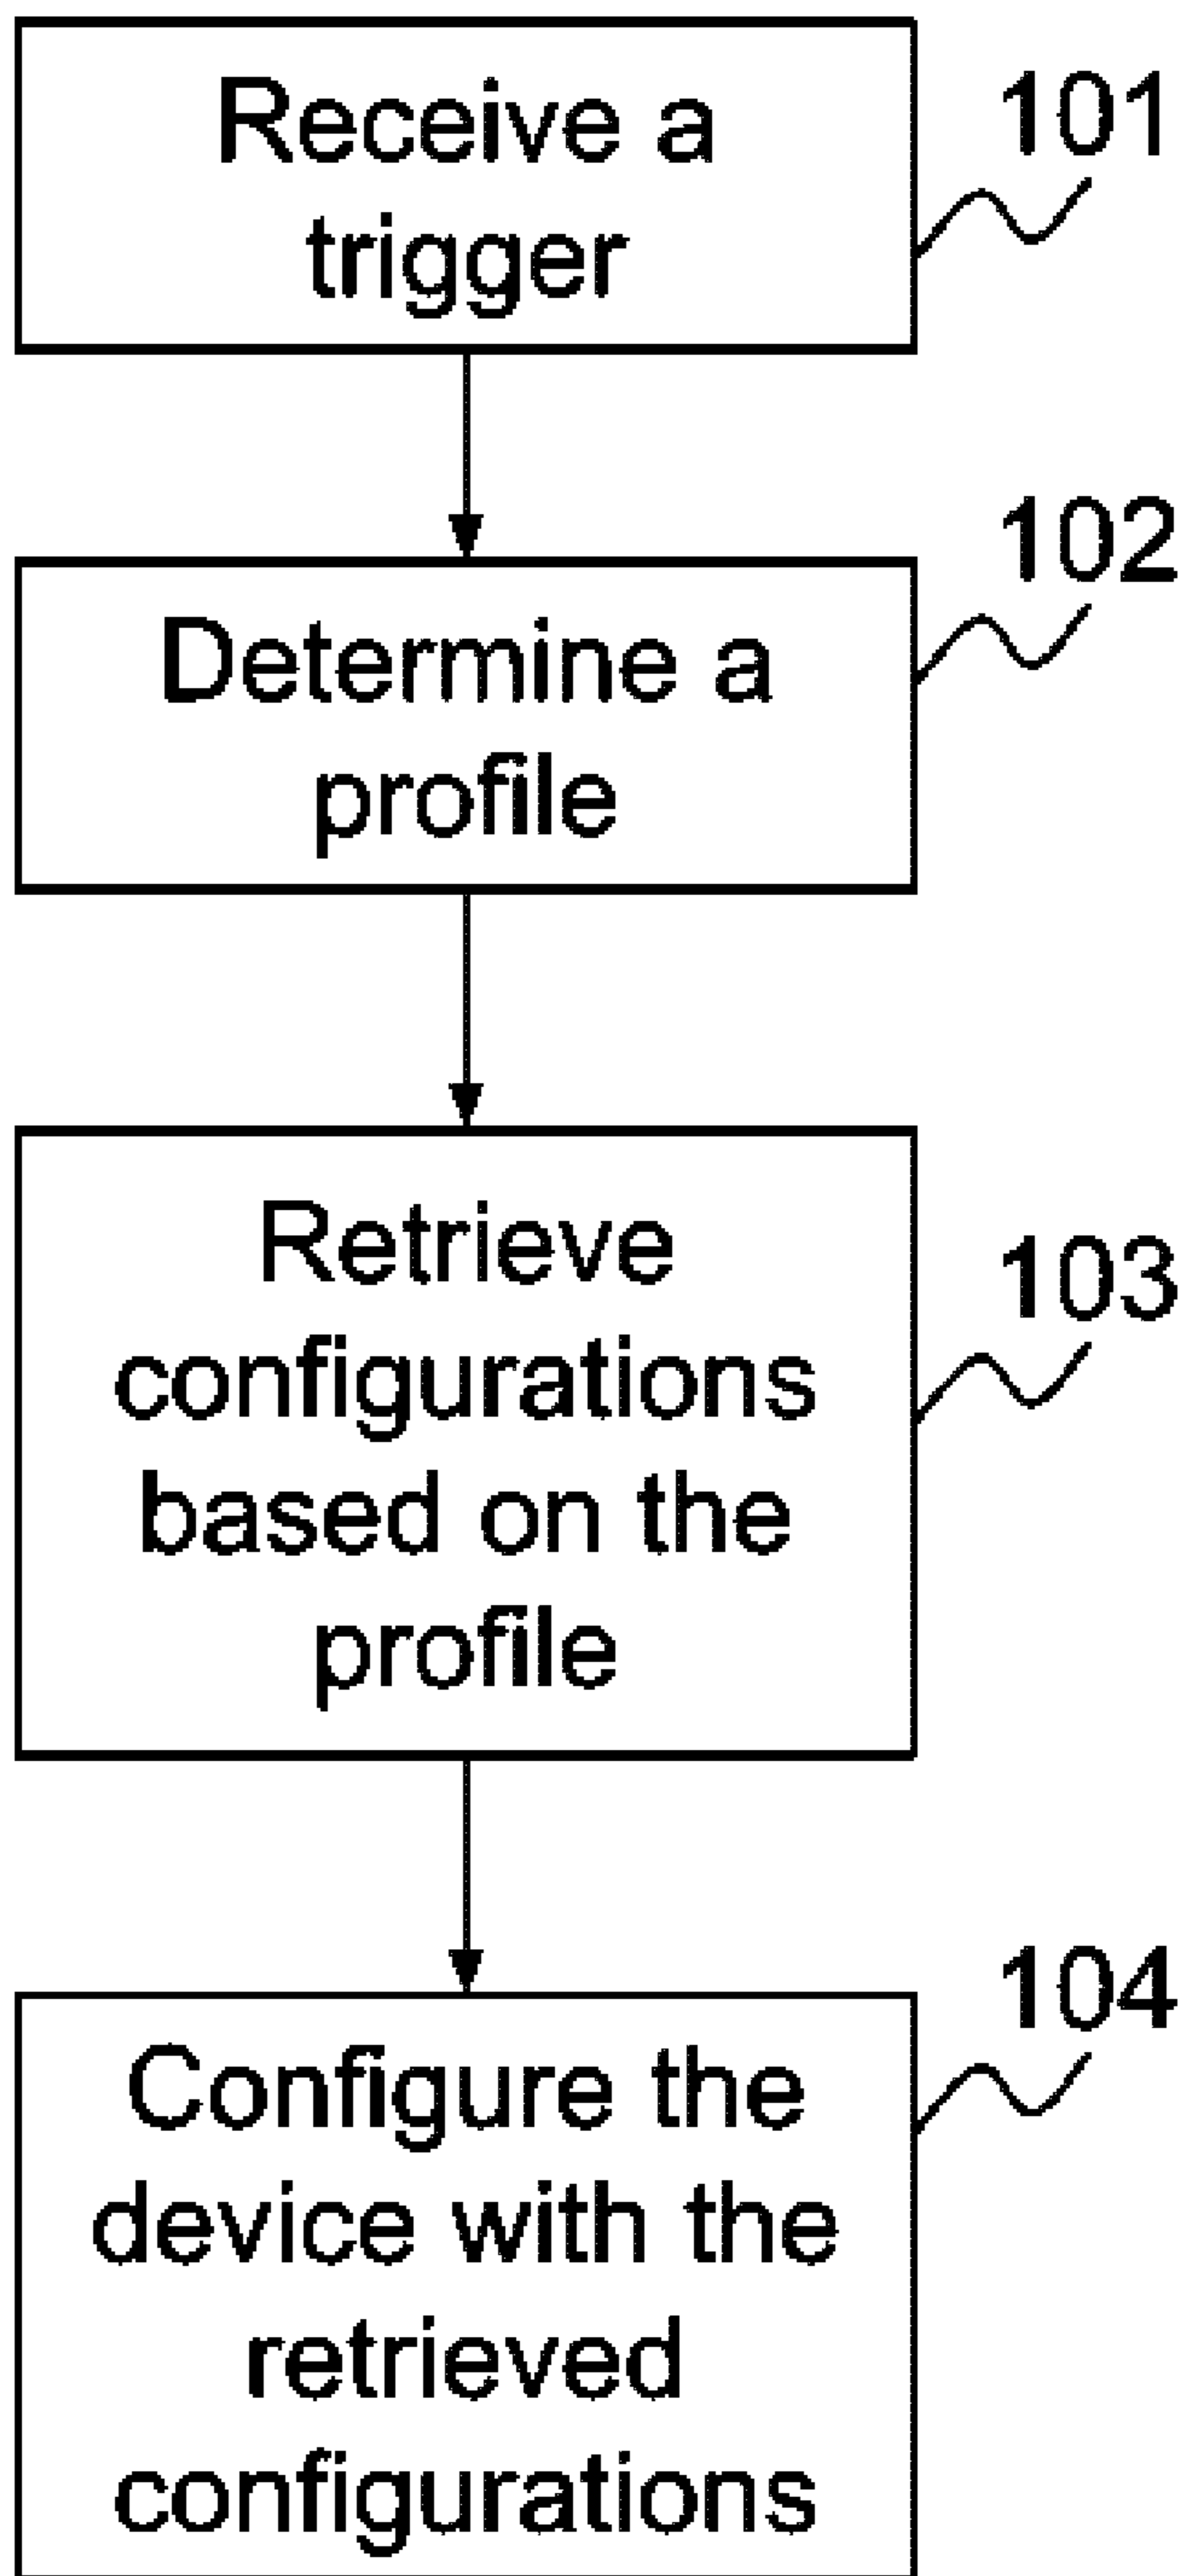 Receive a
trigger
101
Determine a
profile
102
Retrieve
configurations
based on the
profile
103
Configure the
device with the
retrieved
configurations
104